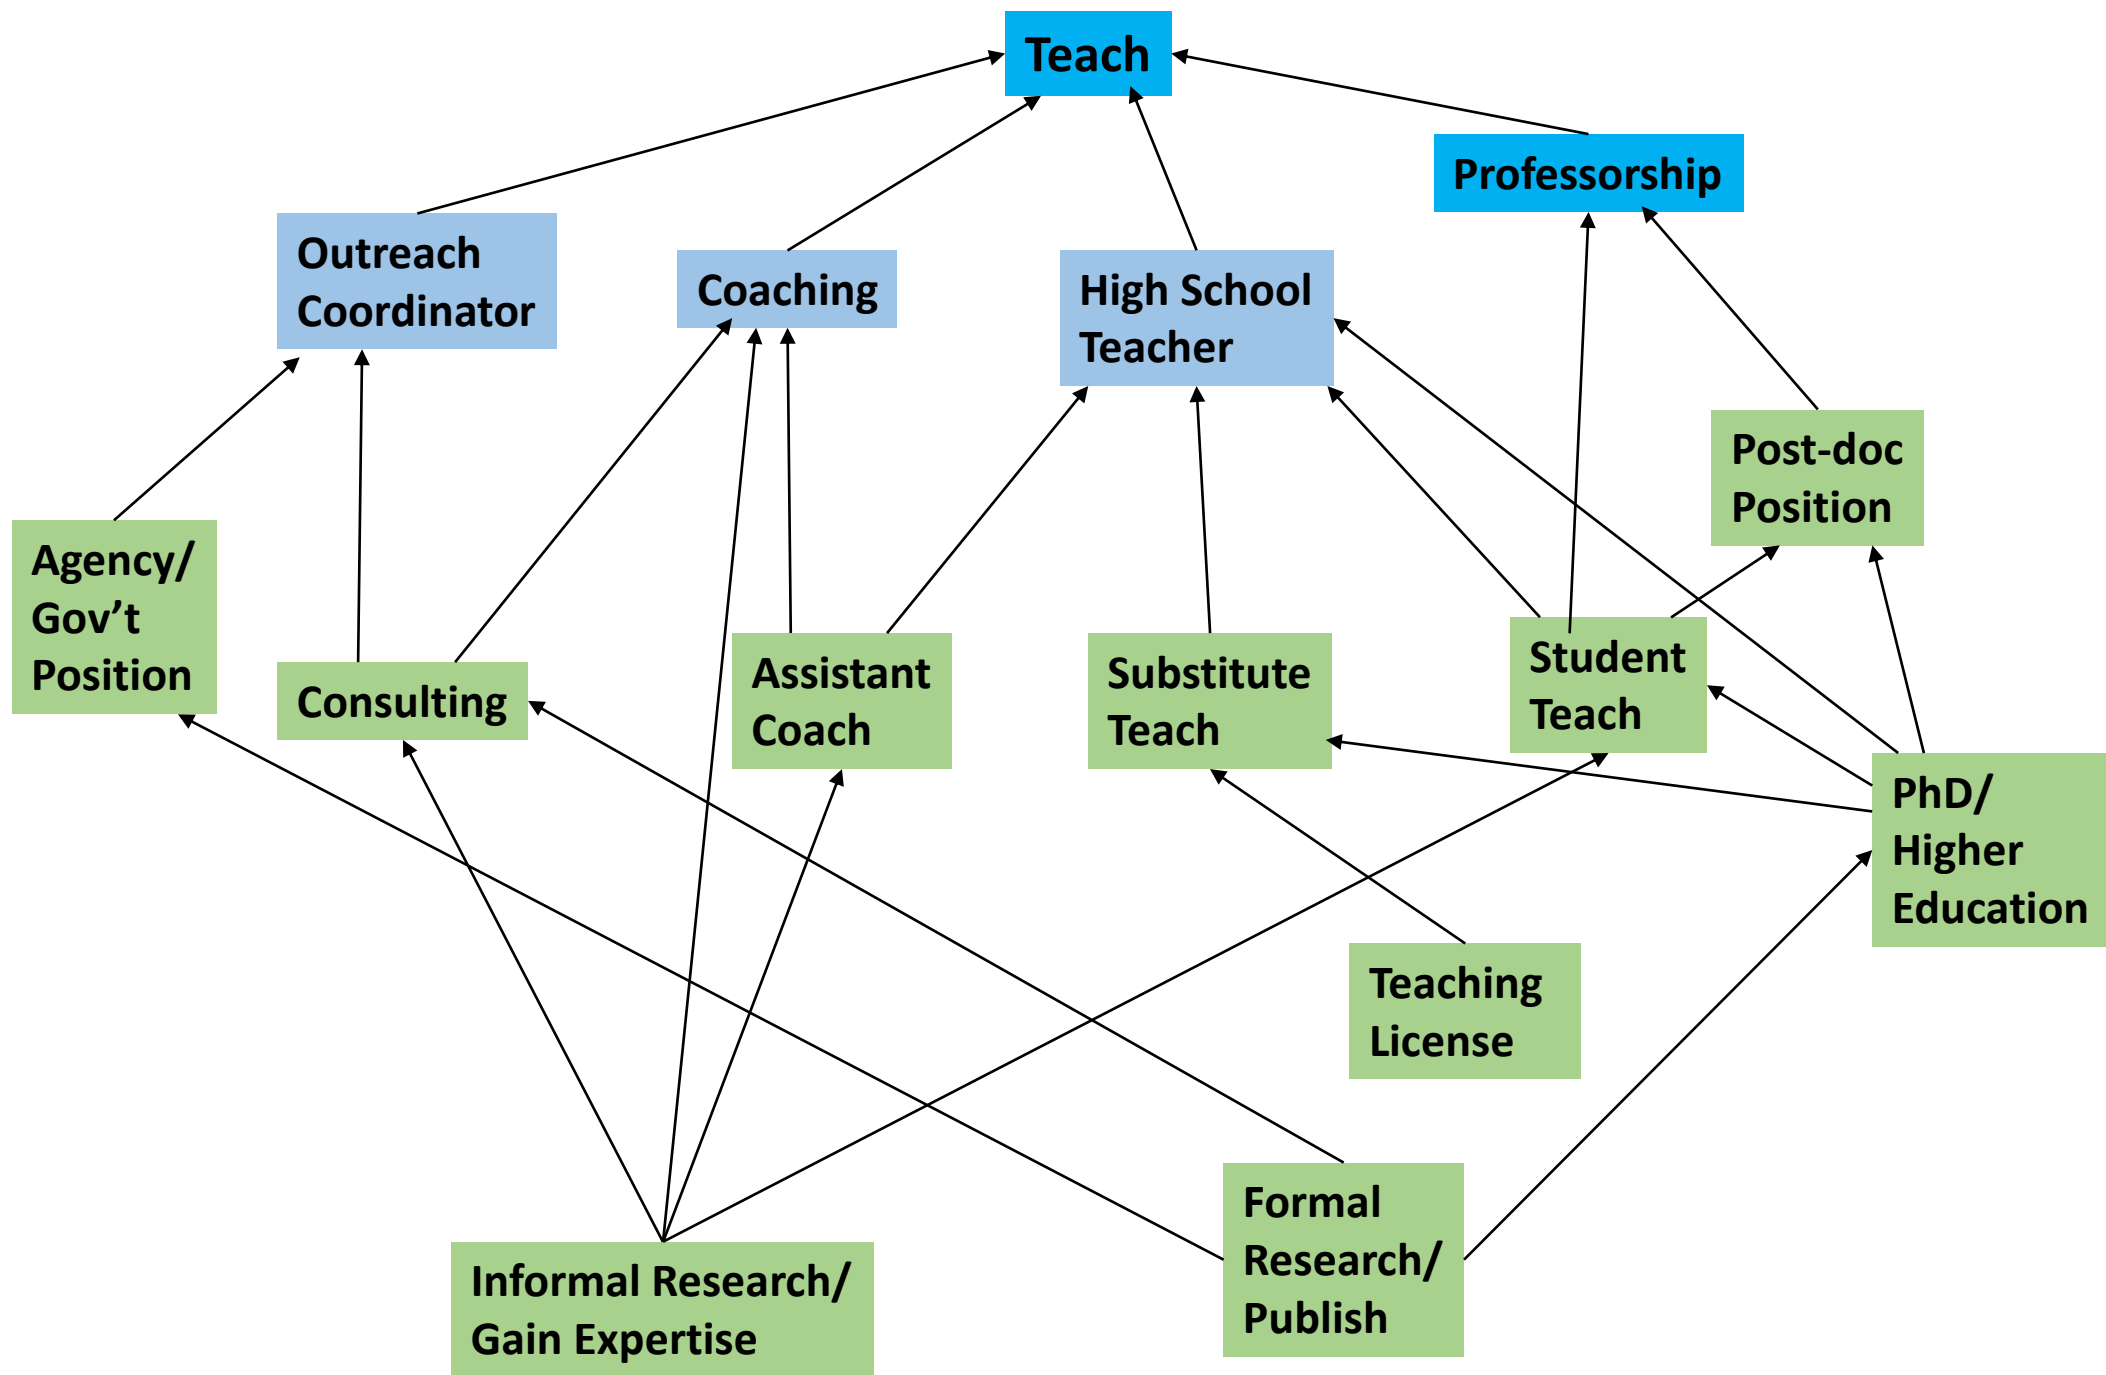 Teach
Professorship
Outreach
Coordinator
Coaching
High School
Teacher
Post-doc
Position
Agency/
Gov’t
Position
Consulting
Assistant
Coach
Substitute
Teach
Student
Teach
PhD/
Higher
Education
Teaching
License
Formal
Research/
Publish
Informal Research/
Gain Expertise